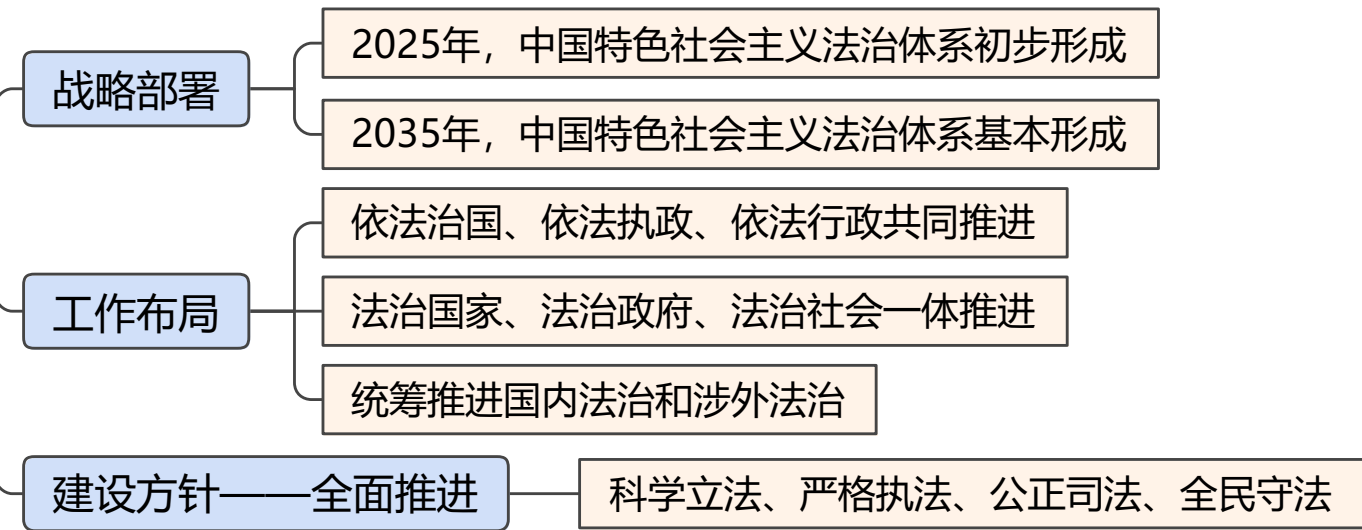 战略部署
2025年，中国特色社会主义法治体系初步形成
2035年，中国特色社会主义法治体系基本形成
工作布局
依法治国、依法执政、依法行政共同推进
法治国家、法治政府、法治社会一体推进
统筹推进国内法治和涉外法治
建设方针——全面推进
科学立法、严格执法、公正司法、全民守法